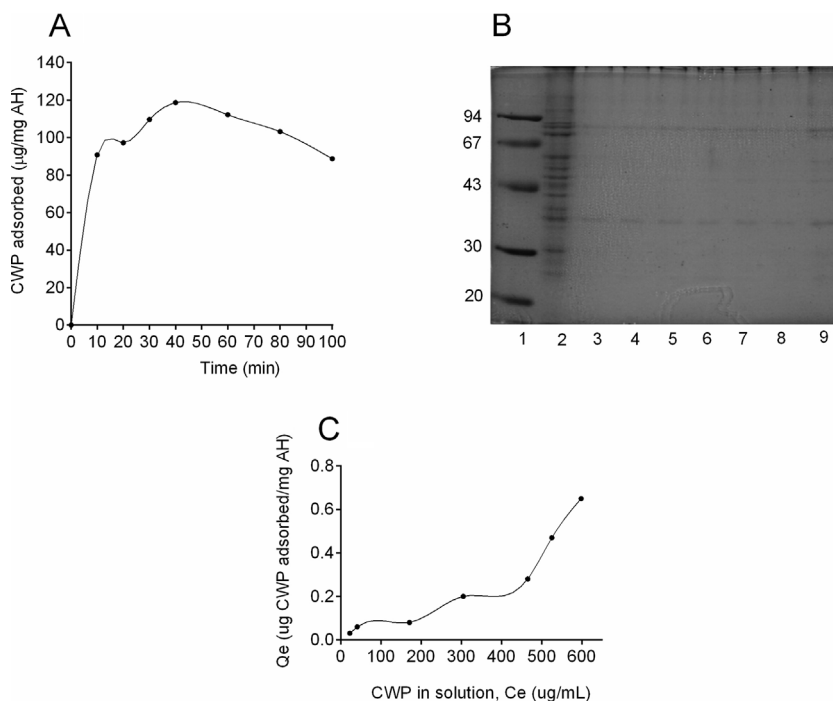 A
CWP adsorbed (µg/mg AH)
140
120
100
80
60
40
20
0
0 10 20 30 40 50 60 70 80 90 100
Time (min)
B
94
67
43
30
20
1 2 3 4 5 6 7 8 9
C
Qe (ug CWP adsorbed/mg AH)
0.8
0.6
0.4
0.2
0.0
0 100 200 300 400 500 600
CWP in solution, Ce (ug/mL)